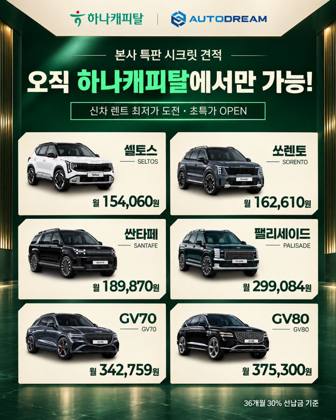 하나캐피탈 | AUTODREAM
본사 특판 시크릿 견적
오직 하나캐피탈에서만 가능!
신차 렌트 최저가 도전 · 초특가 OPEN
셀토스
SELTOS
월 154,060원
쏘렌토
SORENTO
월 162,610원
싼타페
SANTAFE
월 189,870원
팰리세이드
PALISADE
월 299,084원
GV70
GV70
월 342,759원
GV80
GV80
월 375,300원
36개월 30% 선납금 기준